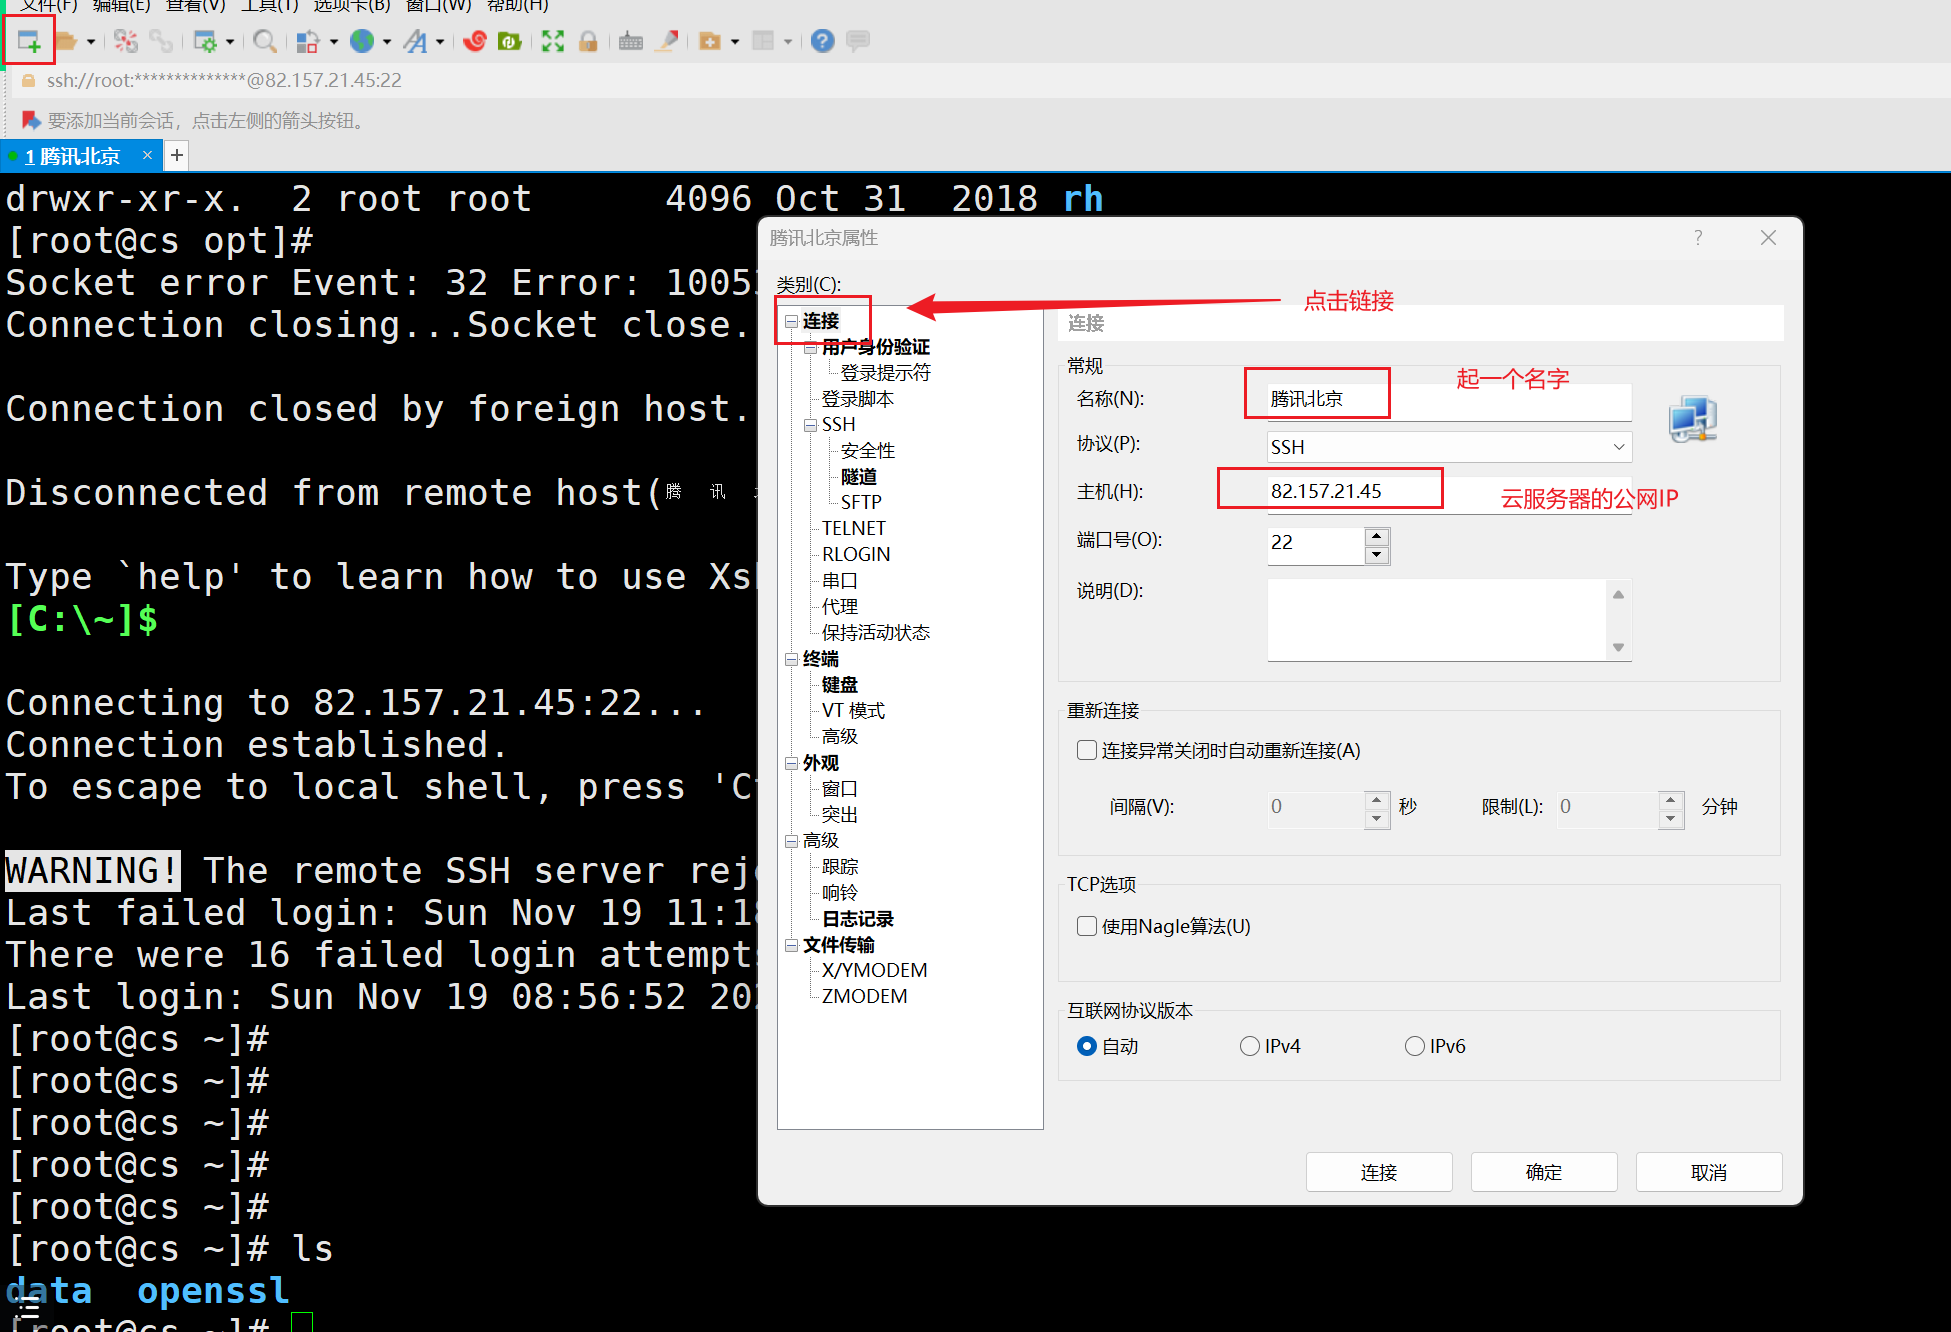 文件(F) 编辑(E) 查看(V) 工具(T) 选项卡(B) 窗口(W) 帮助(H)
ssh://root:**************@82.157.21.45:22
要添加当前会话，点击左侧的箭头按钮。
1 腾讯北京 × +
drwxr-xr-x.  2 root root      4096 Oct 31  2018 rh
[root@cs opt]#
Socket error Event: 32 Error: 10053
Connection closing...Socket close.
Connection closed by foreign host.
Disconnected from remote host(腾 讯
Type `help' to learn how to use Xsh
[C:\~]$
Connecting to 82.157.21.45:22...
Connection established.
To escape to local shell, press 'Ct
WARNING! The remote SSH server reje
Last failed login: Sun Nov 19 11:18
There were 16 failed login attempts
Last login: Sun Nov 19 08:56:52 202
[root@cs ~]#
[root@cs ~]#
[root@cs ~]#
[root@cs ~]#
[root@cs ~]#
[root@cs ~]# ls
data  openssl
[root@cs ~]#
腾讯北京属性
类别(C):
连接
用户身份验证
登录提示符
登录脚本
SSH
安全性
隧道
SFTP
TELNET
RLOGIN
串口
代理
保持活动状态
终端
键盘
VT 模式
高级
外观
窗口
突出
高级
跟踪
响铃
日志记录
文件传输
X/YMODEM
ZMODEM
点击链接
连接
常规
名称(N): 腾讯北京 起一个名字
协议(P): SSH
主机(H): 82.157.21.45 云服务器的公网IP
端口号(O): 22
说明(D):
重新连接
连接异常关闭时自动重新连接(A)
间隔(V): 0 秒 限制(L): 0 分钟
TCP选项
使用Nagle算法(U)
互联网协议版本
自动 IPv4 IPv6
连接 确定 取消